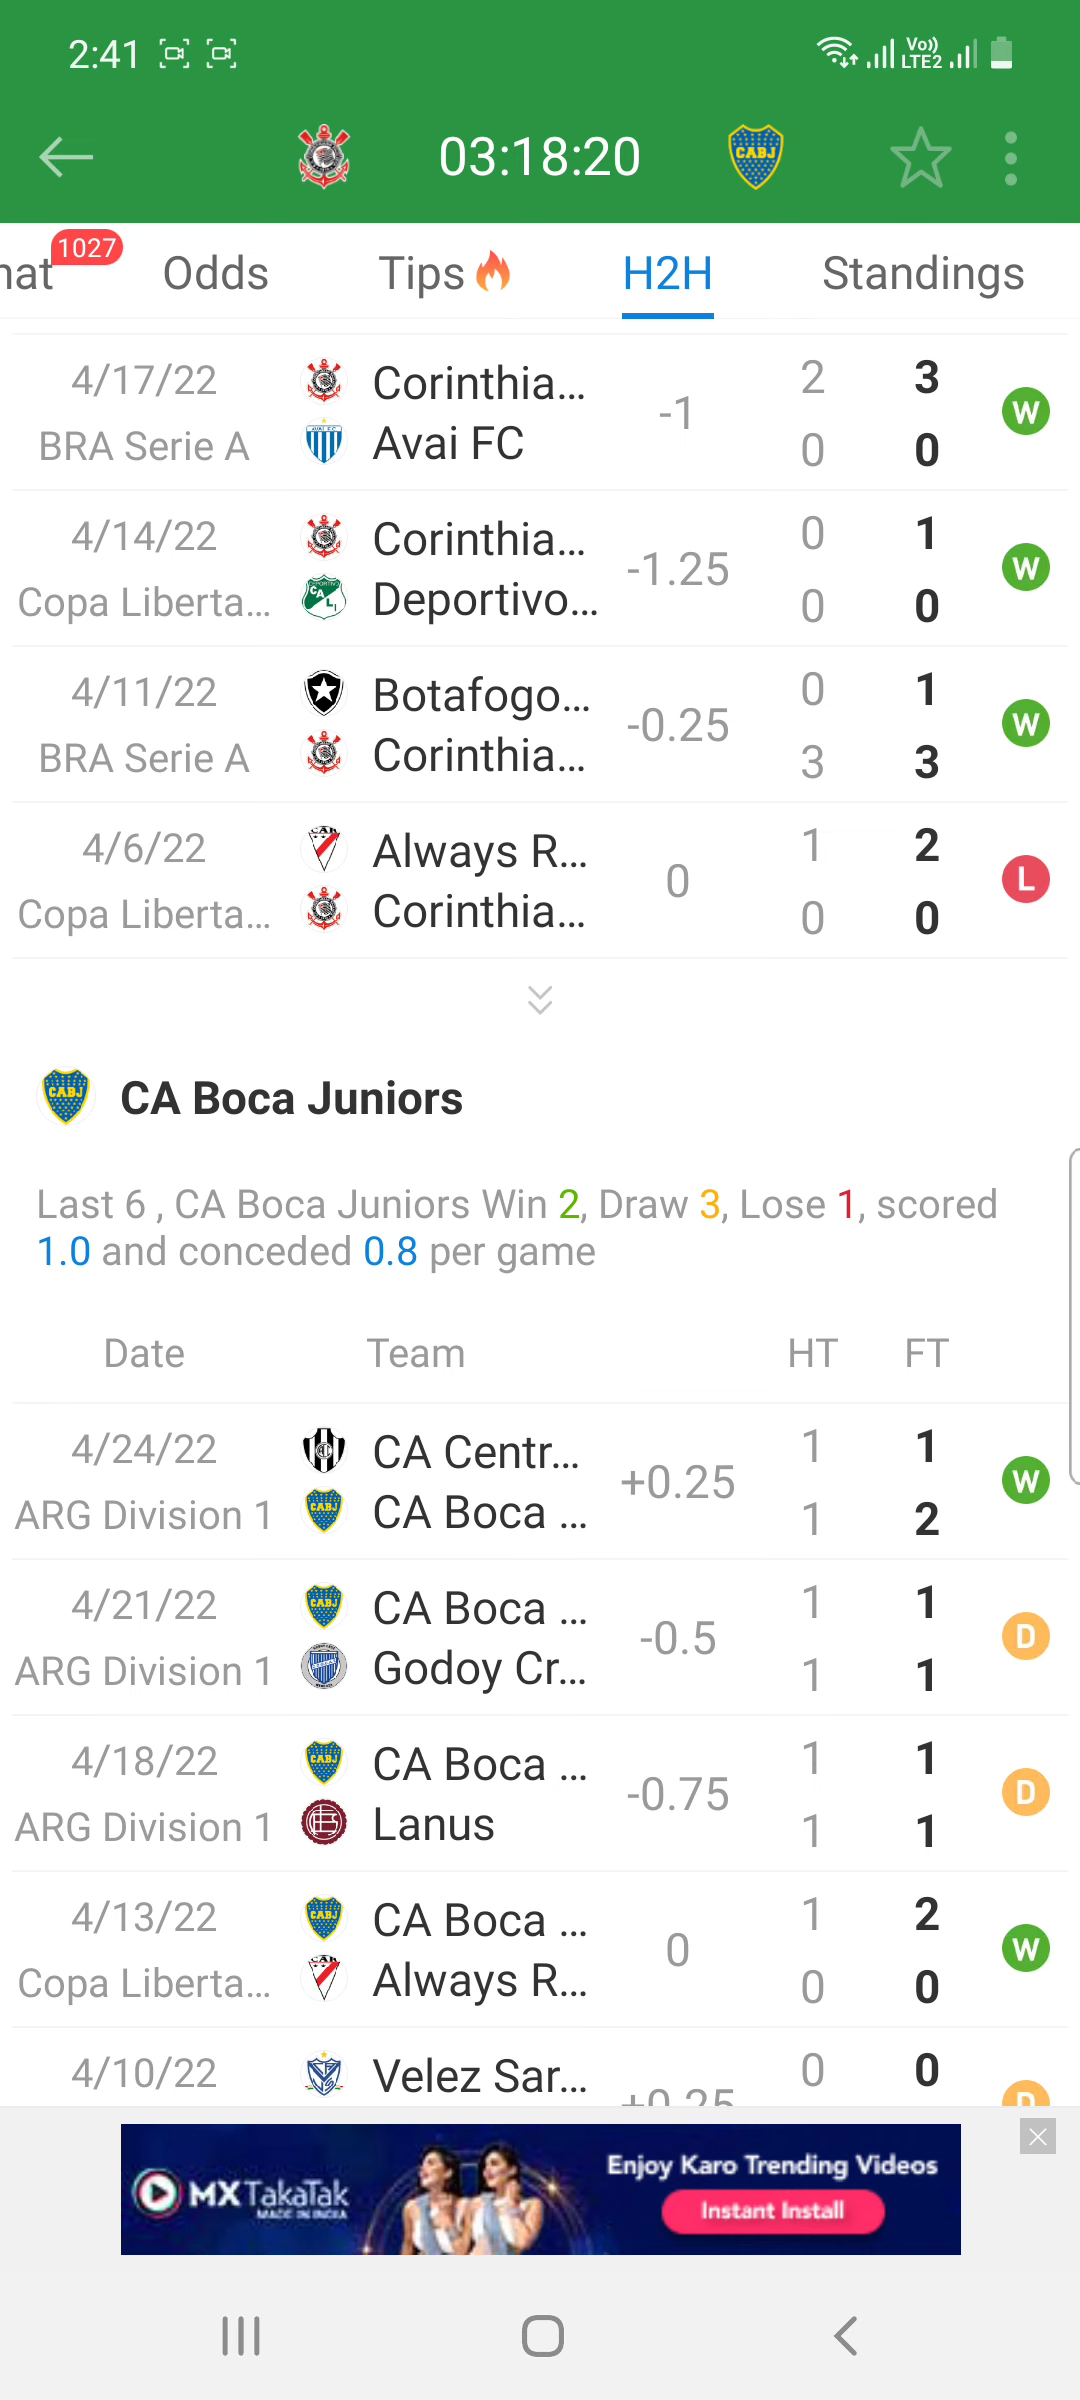 2:41
Vo))
LTE2
03:18:20
CABJ
hat
1027
Odds
Tips
H2H
Standings
4/17/22
BRA Serie A
Corinthia...
Avai FC
-1
2
0
3
0
W
4/14/22
Copa Liberta...
Corinthia...
Deportivo...
-1.25
0
0
1
0
W
4/11/22
BRA Serie A
Botafogo...
Corinthia...
-0.25
0
3
1
3
W
4/6/22
Copa Liberta...
Always R...
Corinthia...
0
1
0
2
0
L
CABJ
CA Boca Juniors
Last 6 , CA Boca Juniors Win 2, Draw 3, Lose 1, scored
1.0 and conceded 0.8 per game
Date
Team
HT
FT
4/24/22
ARG Division 1
CA Centr...
CA Boca ...
+0.25
1
1
1
2
W
4/21/22
ARG Division 1
CA Boca ...
Godoy Cr...
-0.5
1
1
1
1
D
4/18/22
ARG Division 1
CA Boca ...
Lanus
-0.75
1
1
1
1
D
4/13/22
Copa Liberta...
CA Boca ...
Always R...
0
1
0
2
0
W
4/10/22
Velez Sar...
+0.25
0
0
D
MX TakaTak
MADE IN INDIA
Enjoy Karo Trending Videos
Instant Install